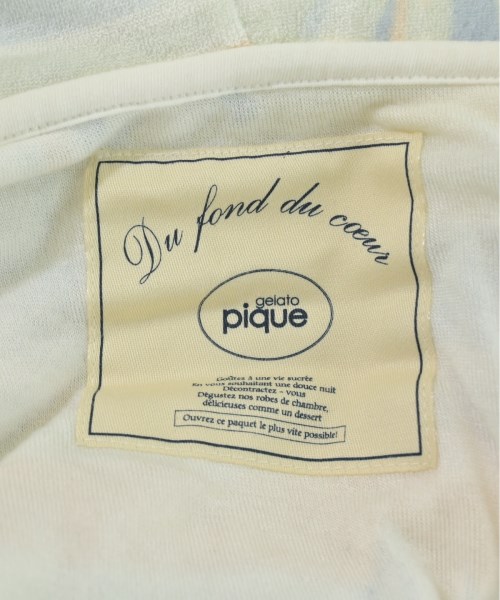 Du fond du cœur
gelato
pique
Goûtez à une vie sucrée
En vous souhaitant une douce nuit
Décontractez - vous
Dégustez nos robes de chambre,
délicieuses comme un dessert
Ouvrez ce paquet le plus vite possible!